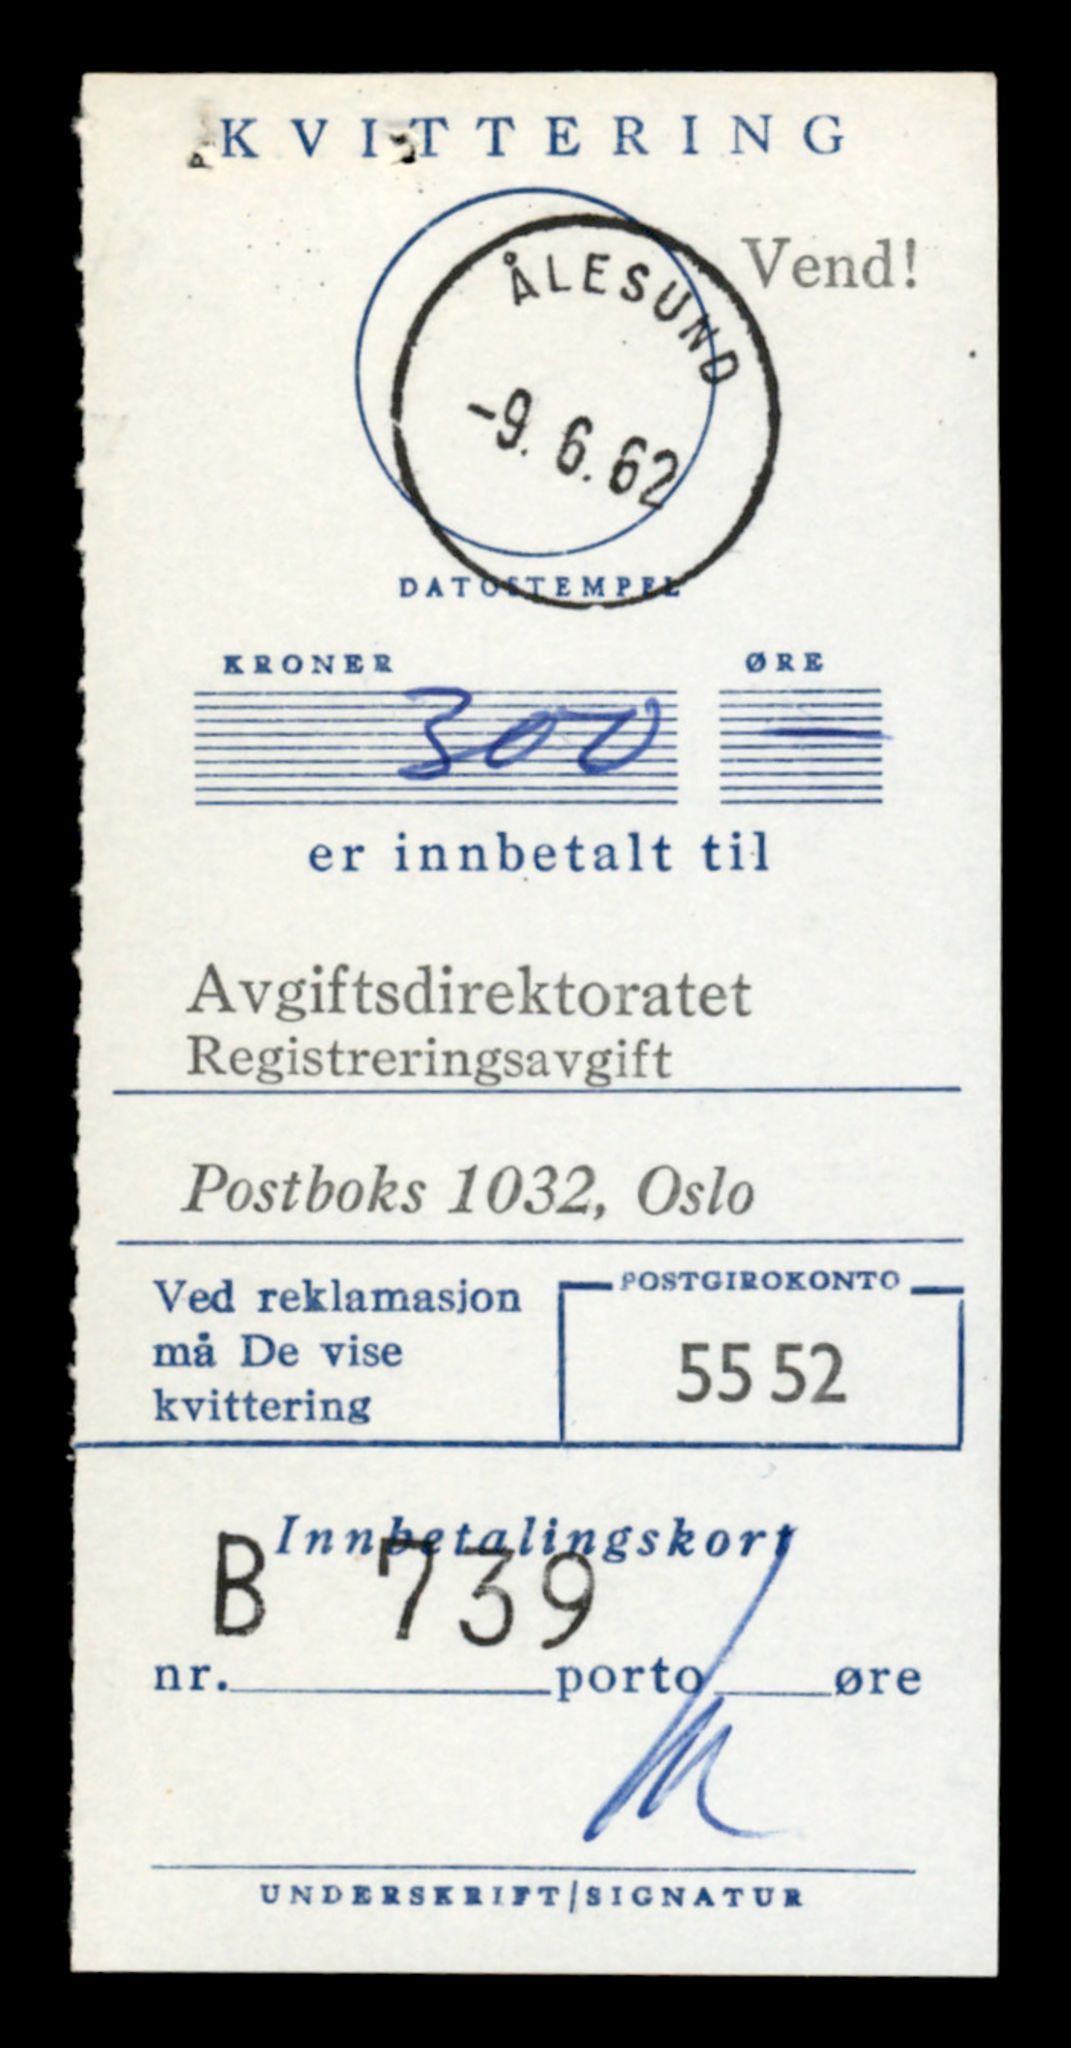 KVITTERING
Vend!
ÅLESUND
-9. 6. 62
DATOSTEMPEL
KRONER ØRE
300 —
er innbetalt til
Avgiftsdirektoratet
Registreringsavgift
Postboks 1032, Oslo
Ved reklamasjon
må De vise
kvittering
POSTGIROKONTO
55 52
Innbetalingskort
B 739
nr. porto øre
UNDERSKRIFT/SIGNATUR